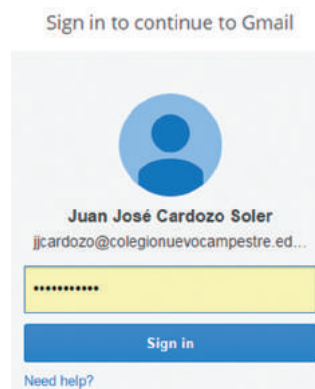 Sign in to continue to Gmail
Juan José Cardozo Soler
jjcardozo@colegionuevocampestre.ed...
•••••••••••
Sign in
Need help?